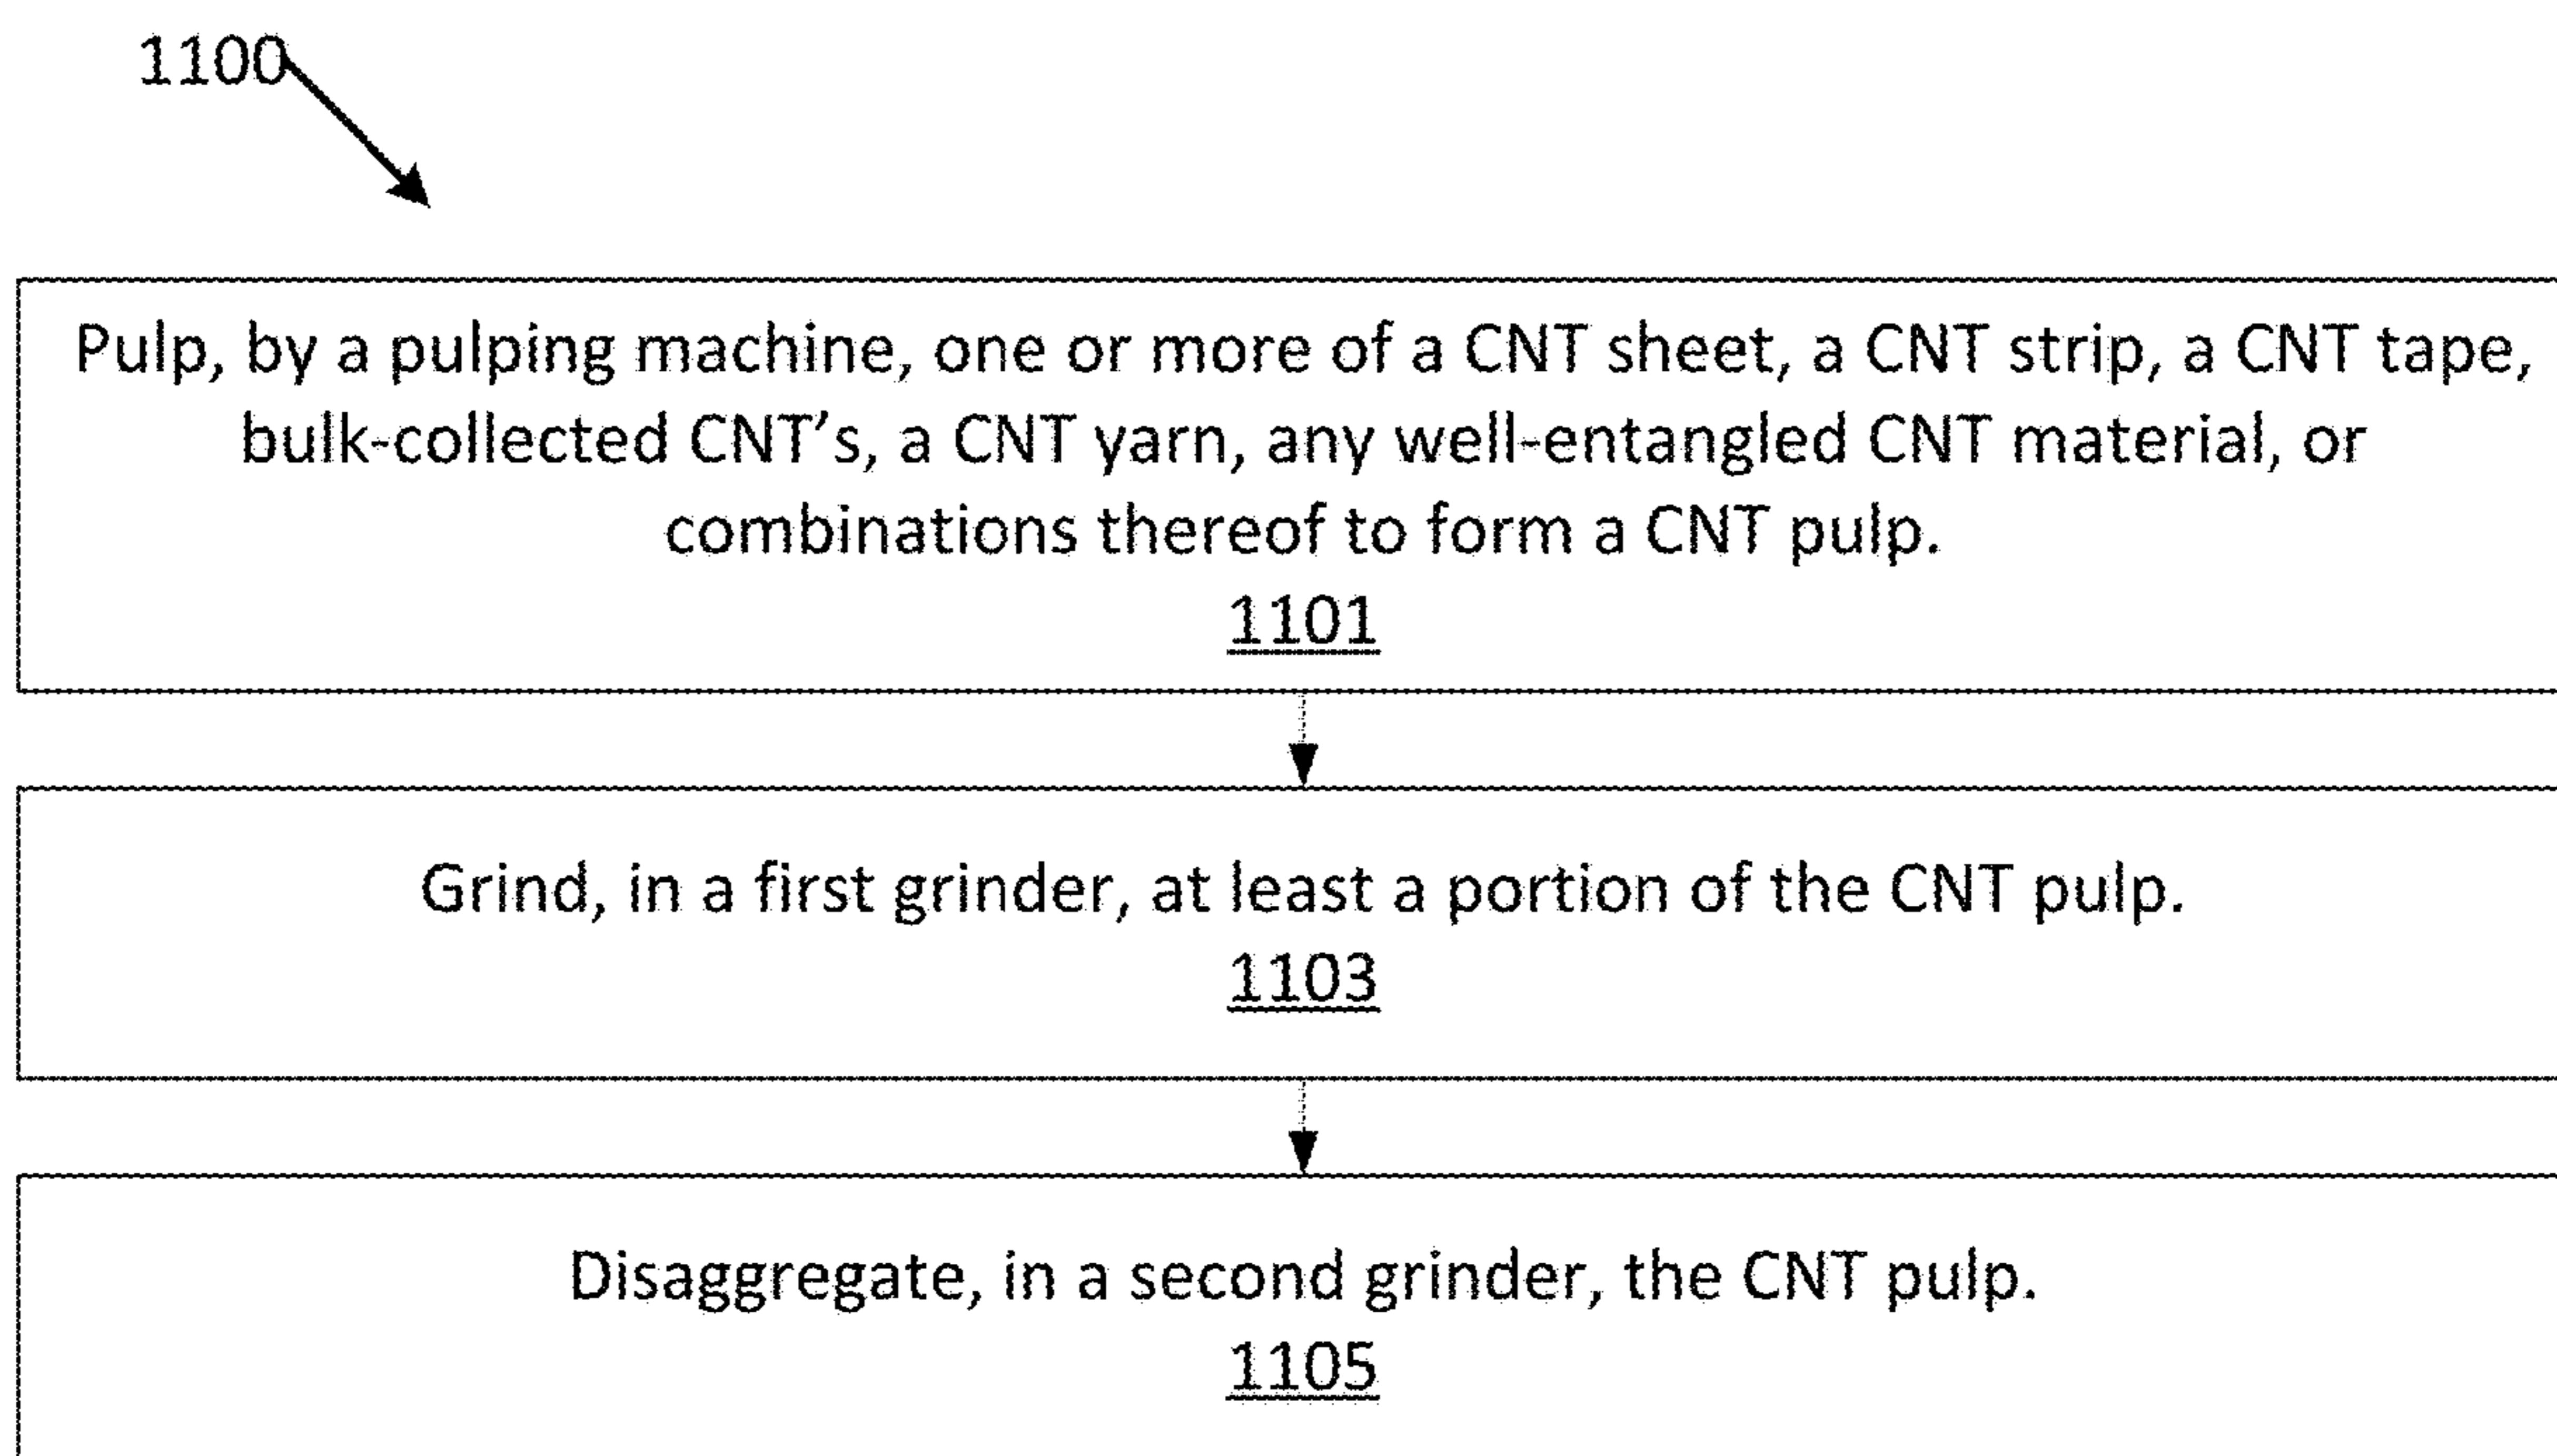 1100
Pulp, by a pulping machine, one or more of a CNT sheet, a CNT strip, a CNT tape,
bulk-collected CNT's, a CNT yarn, any well-entangled CNT material, or
combinations thereof to form a CNT pulp.
1101
Grind, in a first grinder, at least a portion of the CNT pulp.
1103
Disaggregate, in a second grinder, the CNT pulp.
1105